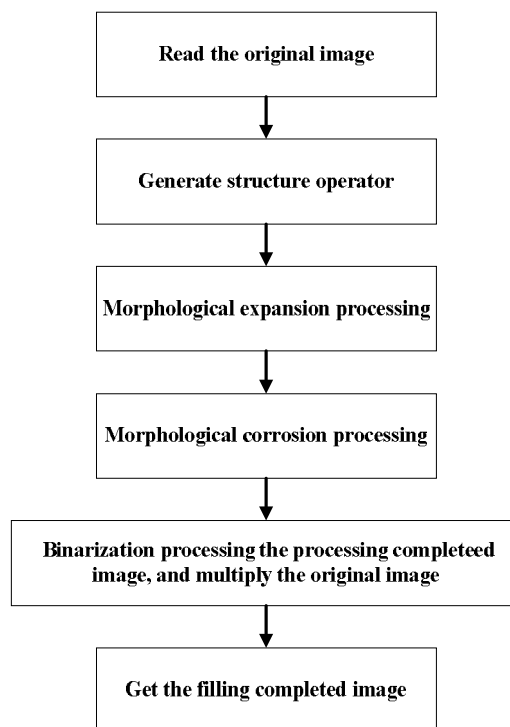 Read the original image
Generate structure operator
Morphological expansion processing
Morphological corrosion processing
Binarization processing the processing completeed
image, and multiply the original image
Get the filling completed image